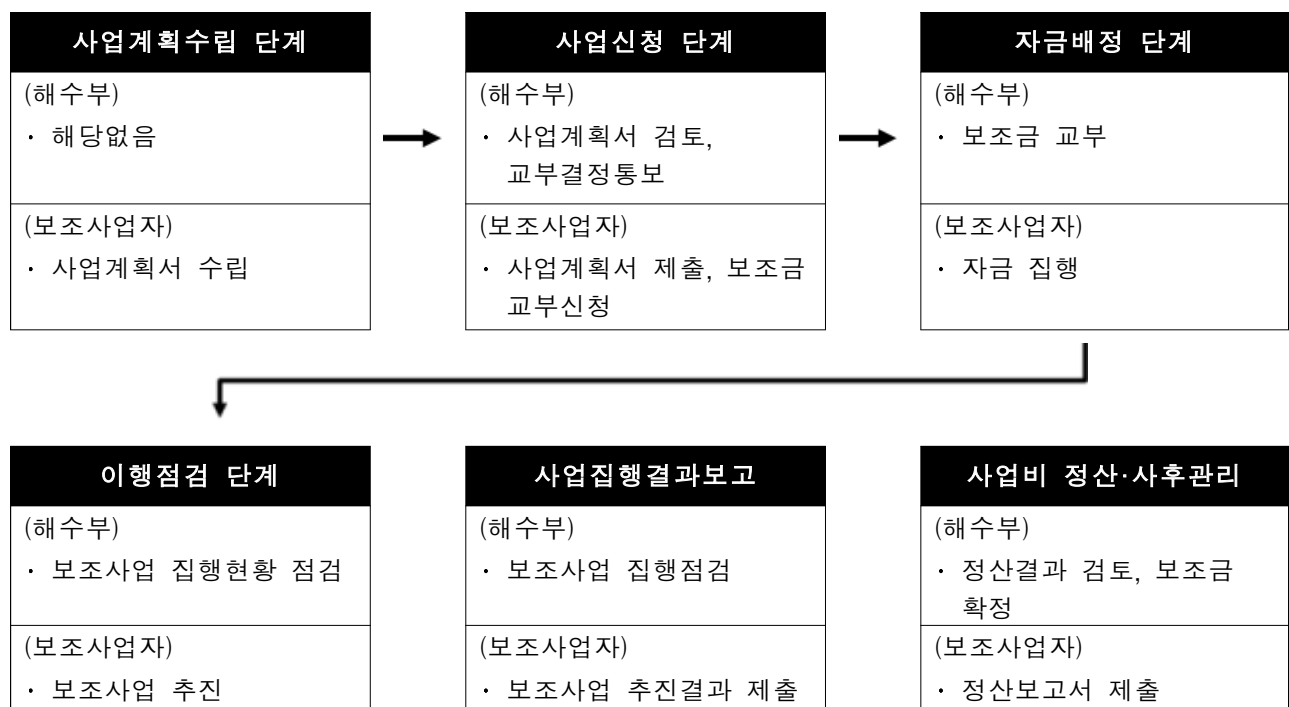 사업계획수립 단계
(해수부)
· 해당없음
(보조사업자)
· 사업계획서 수립
사업신청 단계
(해수부)
· 사업계획서 검토,
교부결정통보
(보조사업자)
· 사업계획서 제출, 보조금
교부신청
자금배정 단계
(해수부)
· 보조금 교부
(보조사업자)
· 자금 집행
이행점검 단계
(해수부)
· 보조사업 집행현황 점검
(보조사업자)
· 보조사업 추진
사업집행결과보고
(해수부)
· 보조사업 집행점검
(보조사업자)
· 보조사업 추진결과 제출
사업비 정산·사후관리
(해수부)
· 정산결과 검토, 보조금
확정
(보조사업자)
· 정산보고서 제출